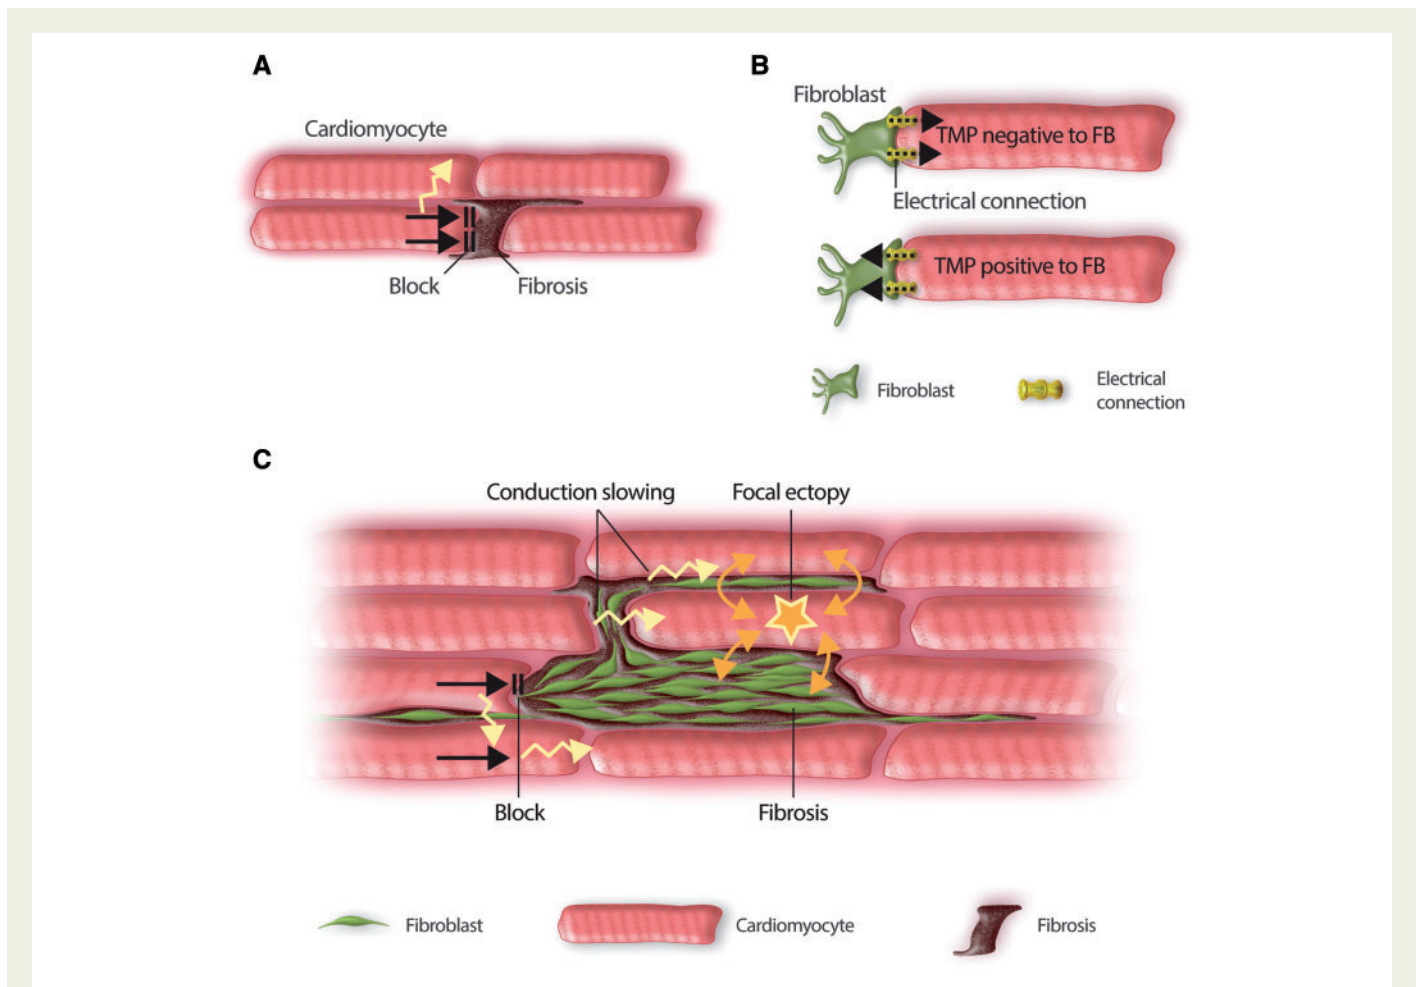 A
Cardiomyocyte
Block
Fibrosis
B
Fibroblast
TMP negative to FB
Electrical connection
TMP positive to FB
Fibroblast
Electrical
connection
C
Conduction slowing
Focal ectopy
Block
Fibrosis
Fibroblast
Cardiomyocyte
Fibrosis